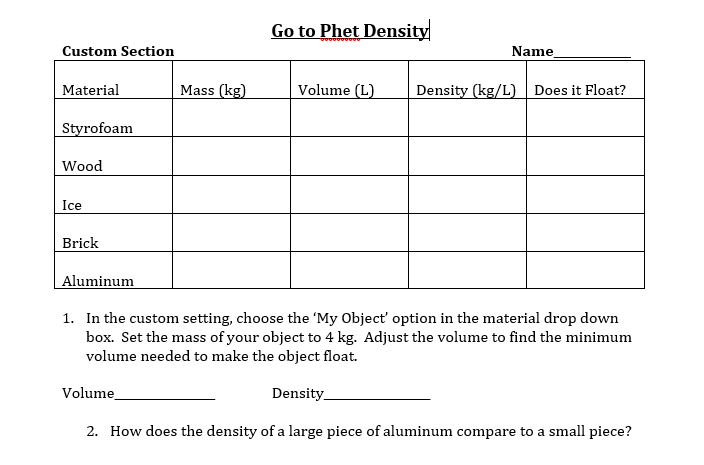 Go to Phet Density
Custom Section Name__________
Material Mass (kg) Volume (L) Density (kg/L) Does it Float?
Styrofoam
Wood
Ice
Brick
Aluminum
1. In the custom setting, choose the ‘My Object’ option in the material drop down
box. Set the mass of your object to 4 kg. Adjust the volume to find the minimum
volume needed to make the object float.
Volume_____________ Density______________
2. How does the density of a large piece of aluminum compare to a small piece?